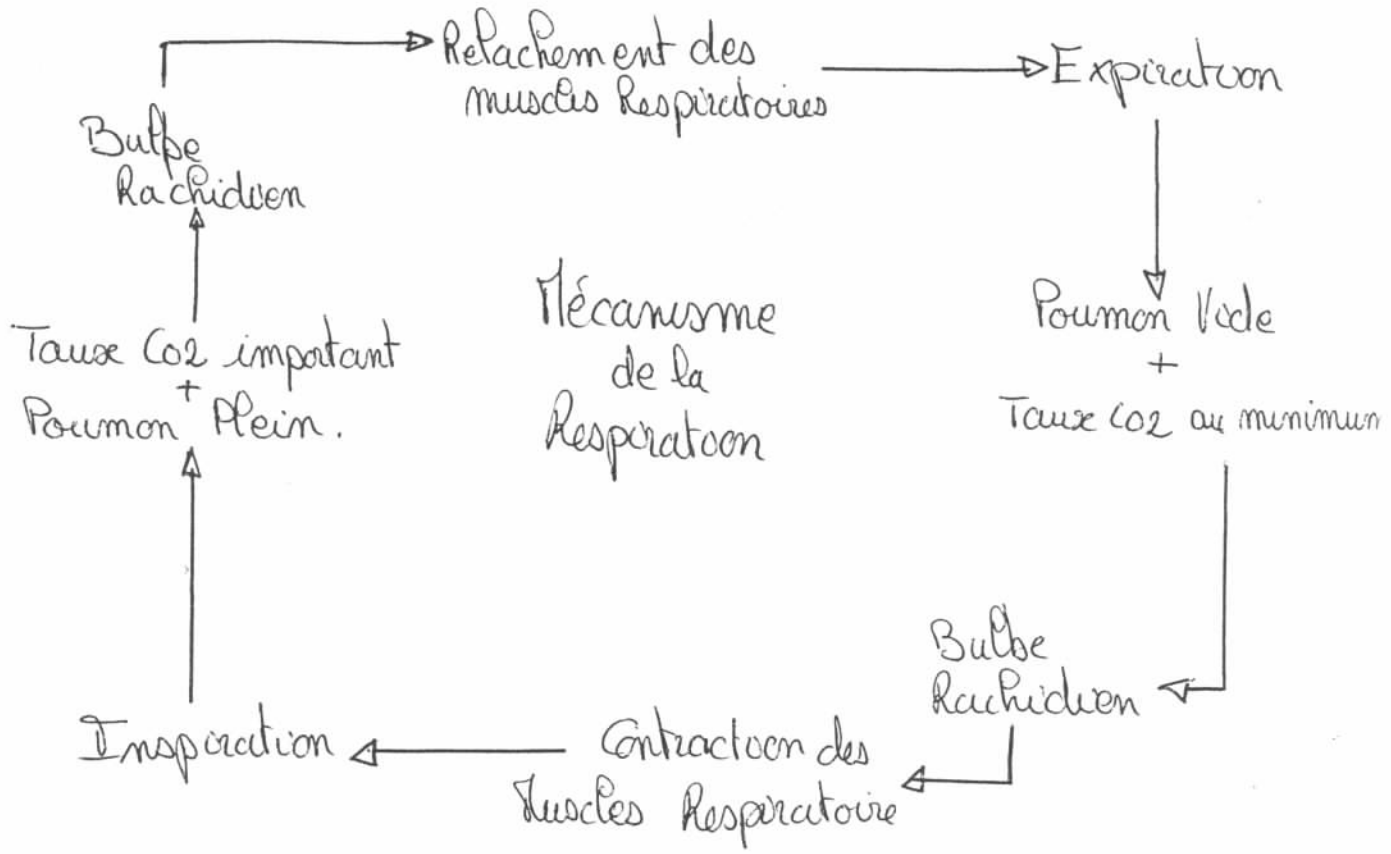 Relachement des
muscles Respiratoires
Expiration
Bulbe
Rachidien
Mécanisme
de la
Respiration
Poumon Vide
+
Taux CO2 au minimun
Taux CO2 important
+
Poumon Plein.
Bulbe
Rachidien
Inspiration
Contraction des
Muscles Respiratoire